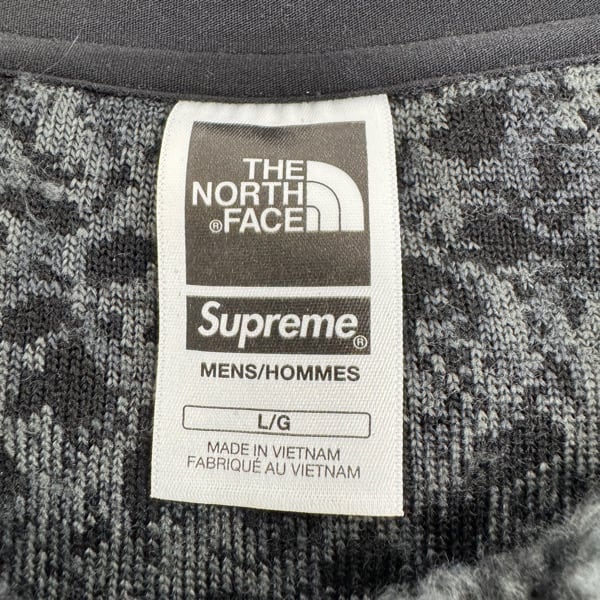 THE
NORTH
®FACE
Supreme®
MENS/HOMMES
L/G
MADE IN VIETNAM
FABRIQUÉ AU VIETNAM